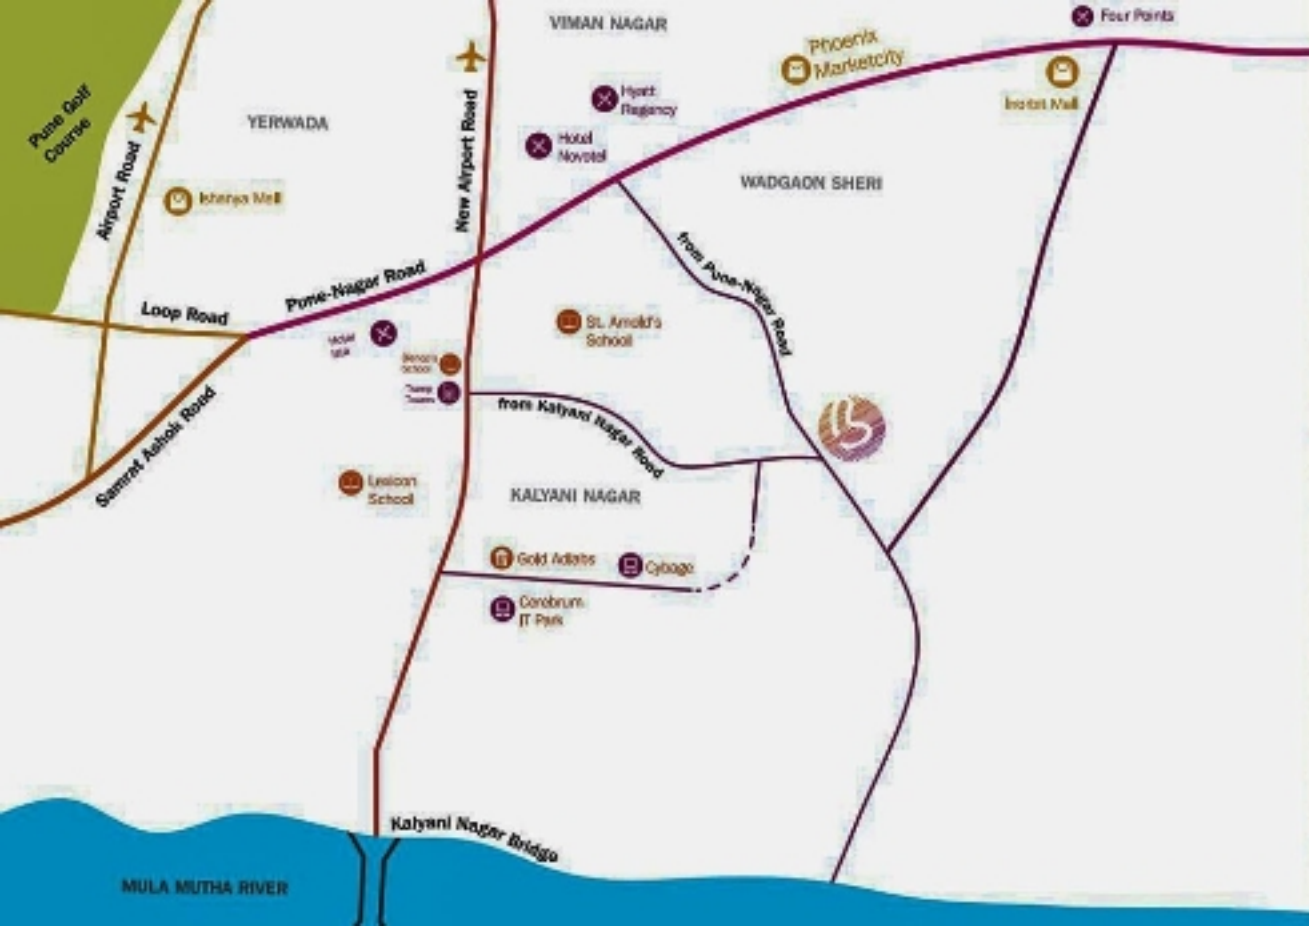 VIMAN NAGAR
Four Points
Phoenix
Marketcity
Pune Golf
Course
Hyatt
Regency
YERWADA
Hotel
Novotel
Inorbit Mall
New Airport Road
Airport Road
WADGAON SHERI
Ishanya Mall
from Pune-Nagar Road
Pune-Nagar Road
Loop Road
St. Arnold's
School
School
from Kalyani Nagar Road
Samrat Ashok Road
Lexicon
School
KALYANI NAGAR
Gold Adlabs
Cybage
Cerebrum
IT Park
Kalyani Nagar Bridge
MULA MUTHA RIVER